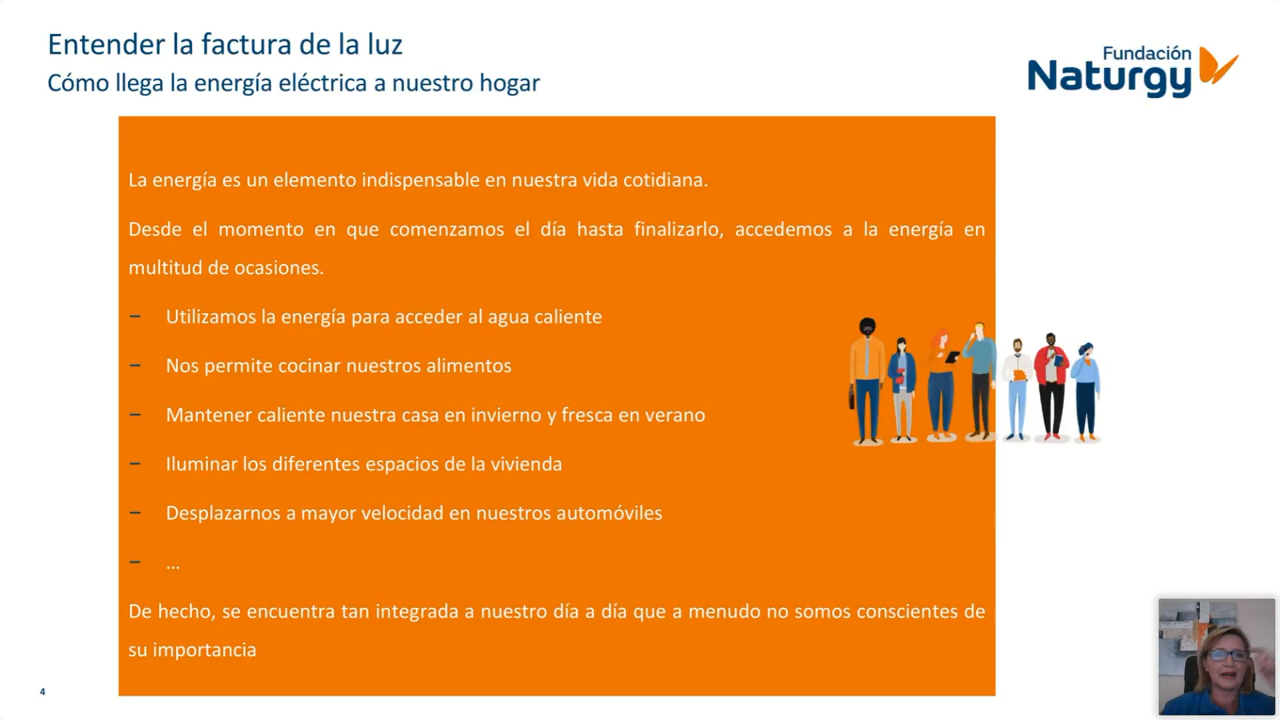 Entender la factura de la luz
Cómo llega la energía eléctrica a nuestro hogar
Fundación
Naturgy
La energía es un elemento indispensable en nuestra vida cotidiana.
Desde el momento en que comenzamos el día hasta finalizarlo, accedemos a la energía en
multitud de ocasiones.
– Utilizamos la energía para acceder al agua caliente
– Nos permite cocinar nuestros alimentos
– Mantener caliente nuestra casa en invierno y fresca en verano
– Iluminar los diferentes espacios de la vivienda
– Desplazarnos a mayor velocidad en nuestros automóviles
– ...
De hecho, se encuentra tan integrada a nuestro día a día que a menudo no somos conscientes de
su importancia
4